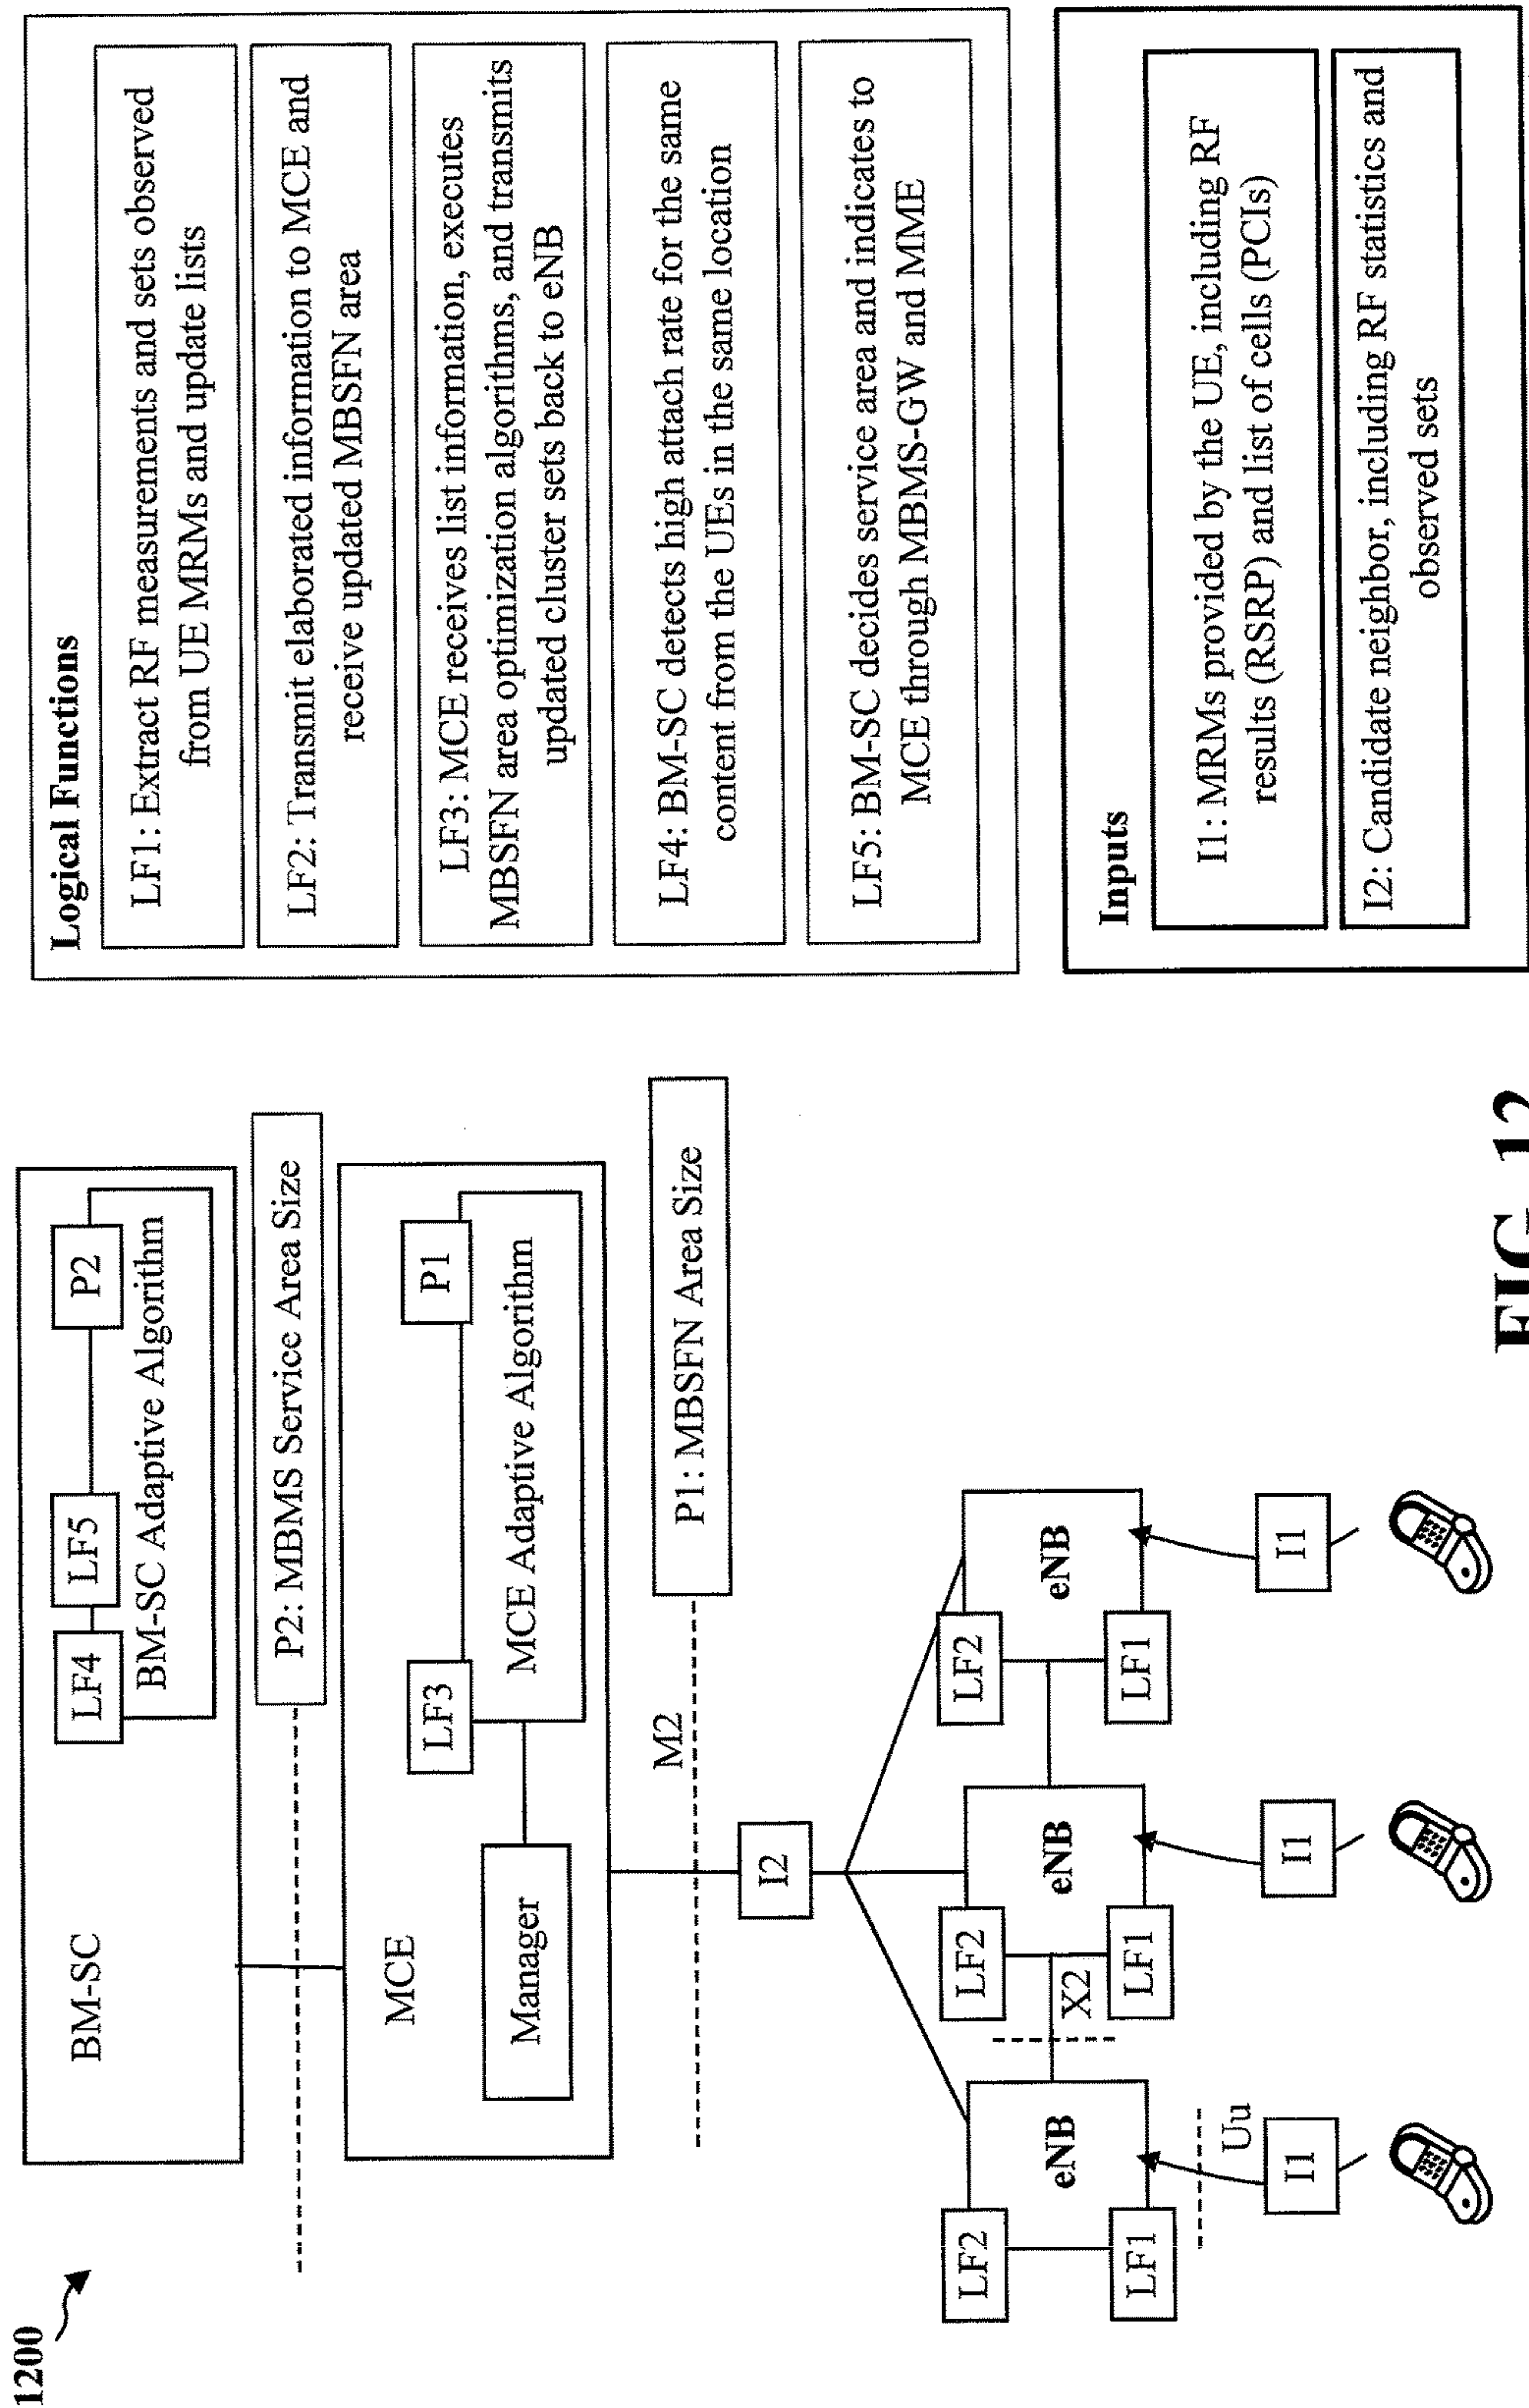 1200
BM-SC
LF4
LF5
P2
BM-SC Adaptive Algorithm
P2: MBMS Service Area Size
MCE
LF3
P1
Manager
MCE Adaptive Algorithm
M2
P1: MBSFN Area Size
I2
LF2
LF2
LF2
eNB
eNB
eNB
X2
LF1
LF1
LF1
Uu
I1
I1
I1
Logical Functions
LF1: Extract RF measurements and sets observed
from UE MRMs and update lists
LF2: Transmit elaborated information to MCE and
receive updated MBSFN area
LF3: MCE receives list information, executes
MBSFN area optimization algorithms, and transmits
updated cluster sets back to eNB
LF4: BM-SC detects high attach rate for the same
content from the UEs in the same location
LF5: BM-SC decides service area and indicates to
MCE through MBMS-GW and MME
Inputs
I1: MRMs provided by the UE, including RF
results (RSRP) and list of cells (PCIs)
I2: Candidate neighbor, including RF statistics and
observed sets
FIG. 12